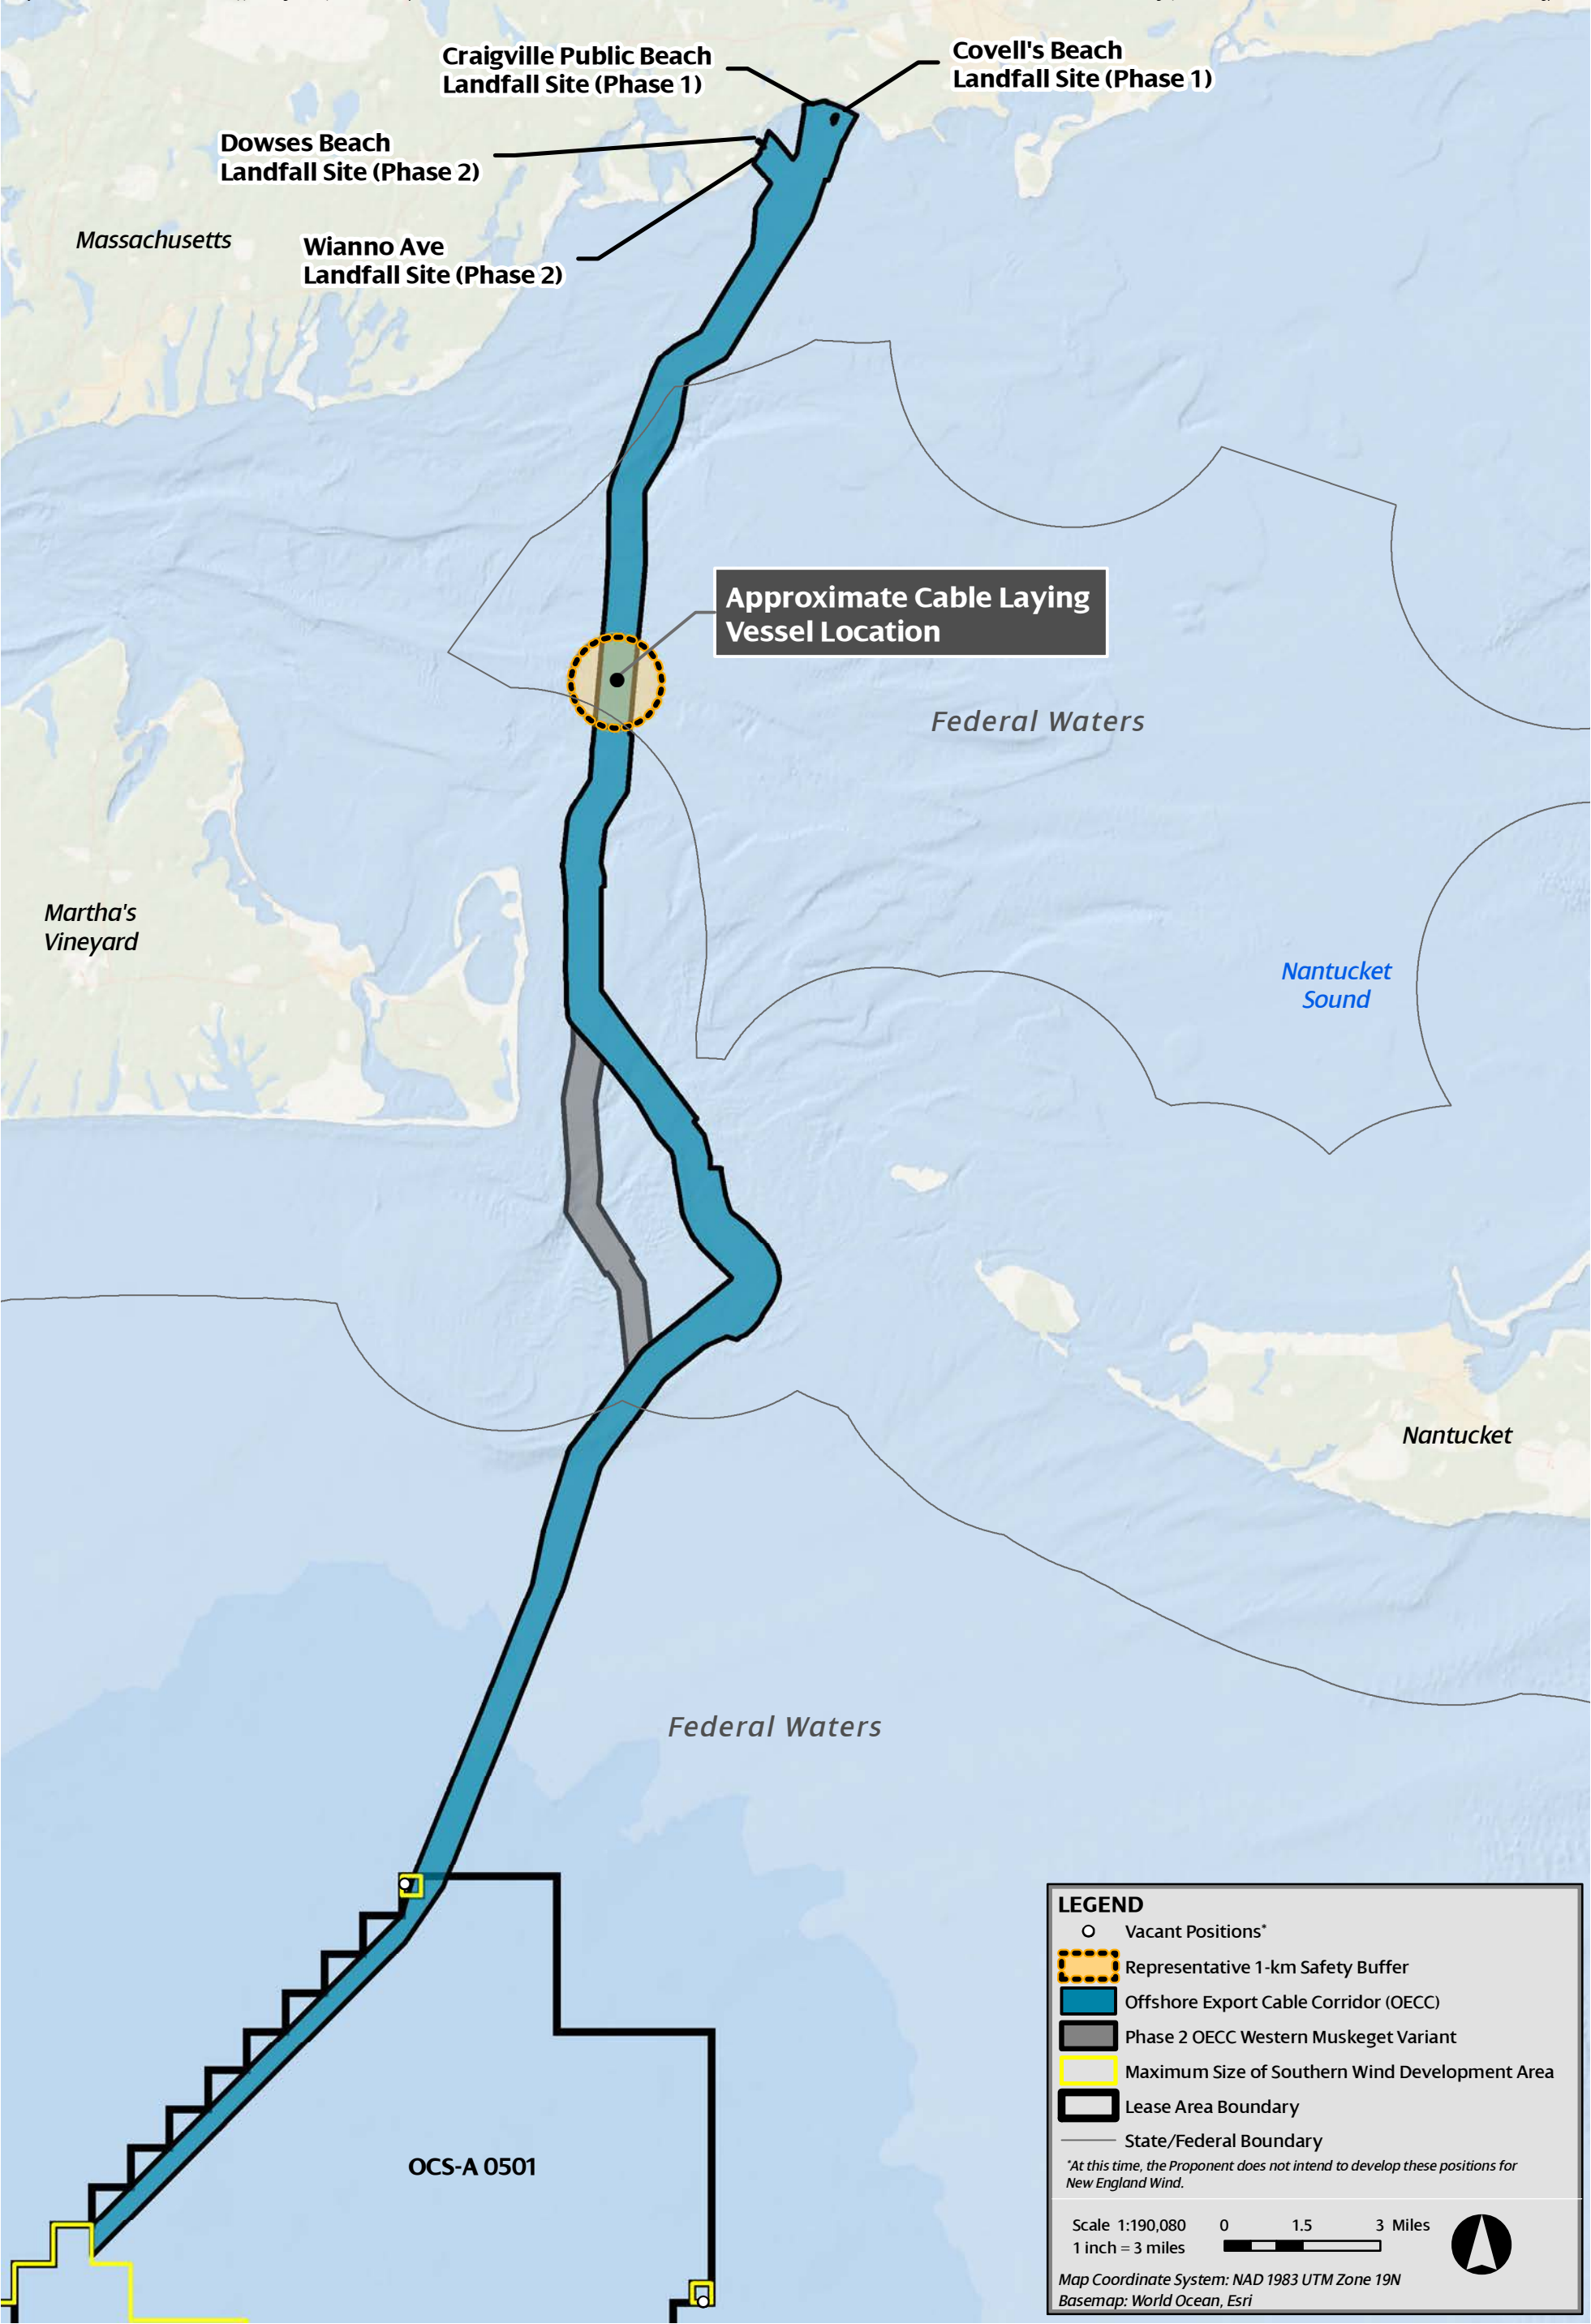 Craigville Public Beach
Landfall Site (Phase 1)
Covell's Beach
Landfall Site (Phase 1)
Dowses Beach
Landfall Site (Phase 2)
Massachusetts
Wianno Ave
Landfall Site (Phase 2)
Approximate Cable Laying
Vessel Location
Federal Waters
Martha's
Vineyard
Nantucket
Sound
Nantucket
Federal Waters
OCS-A 0501
LEGEND
Vacant Positions*
Representative 1-km Safety Buffer
Offshore Export Cable Corridor (OECC)
Phase 2 OECC Western Muskeget Variant
Maximum Size of Southern Wind Development Area
Lease Area Boundary
State/Federal Boundary
*At this time, the Proponent does not intend to develop these positions for
New England Wind.
Scale 1:190,080
1 inch = 3 miles
0 1.5 3 Miles
Map Coordinate System: NAD 1983 UTM Zone 19N
Basemap: World Ocean, Esri